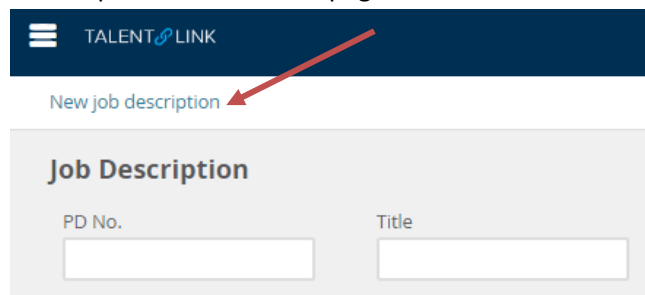 TALENT LINK
New job description
Job Description
PD No. Title